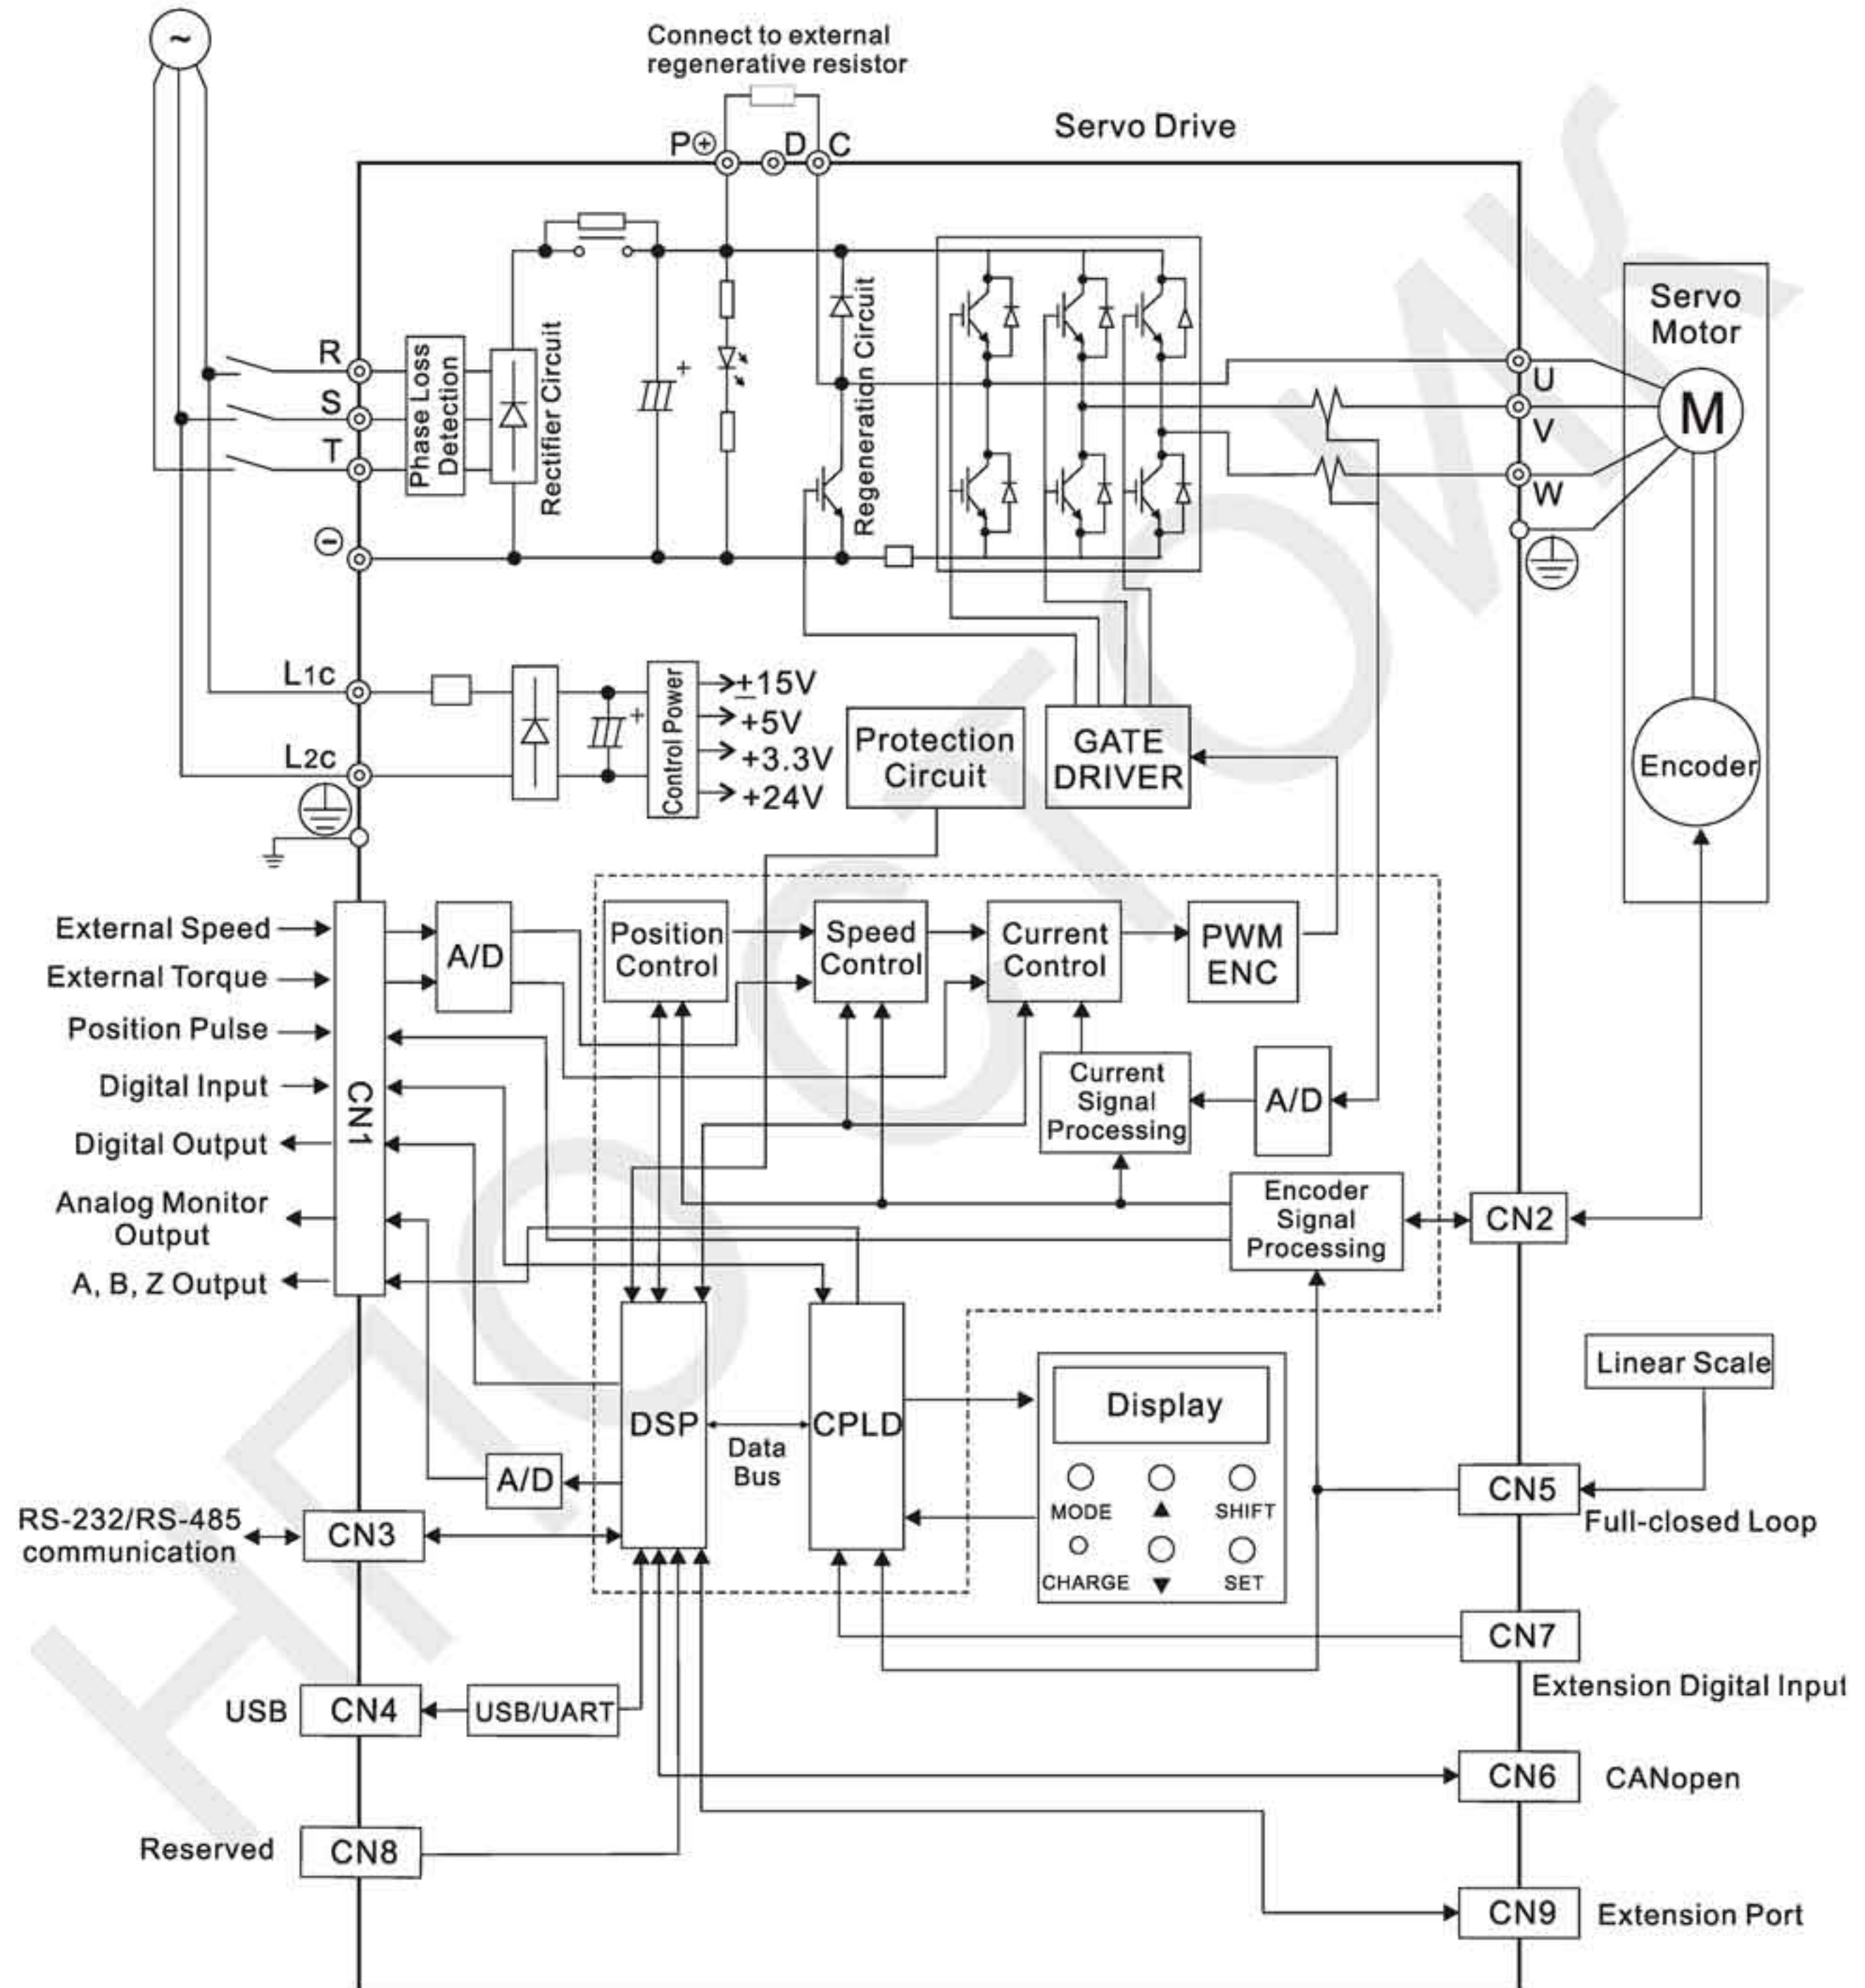 ~
Connect to external
regenerative resistor
Servo Drive
P⊕
D
C
R
S
T
⊖
Phase Loss
Detection
Rectifier Circuit
+
Regeneration Circuit
U
V
W
Servo
Motor
M
Encoder
L1c
L2c
+
Control Power
±15V
+5V
+3.3V
+24V
Protection
Circuit
GATE
DRIVER
External Speed
External Torque
Position Pulse
Digital Input
Digital Output
Analog Monitor
Output
A, B, Z Output
CN1
A/D
Position
Control
Speed
Control
Current
Control
PWM
ENC
Current
Signal
Processing
A/D
Encoder
Signal
Processing
CN2
DSP
Data
Bus
CPLD
Display
MODE
▲
SHIFT
CHARGE
▼
SET
A/D
Linear Scale
CN5
Full-closed Loop
RS-232/RS-485
communication
CN3
CN7
Extension Digital Input
USB
CN4
USB/UART
CN6
CANopen
Reserved
CN8
CN9
Extension Port
НПО СТОИК